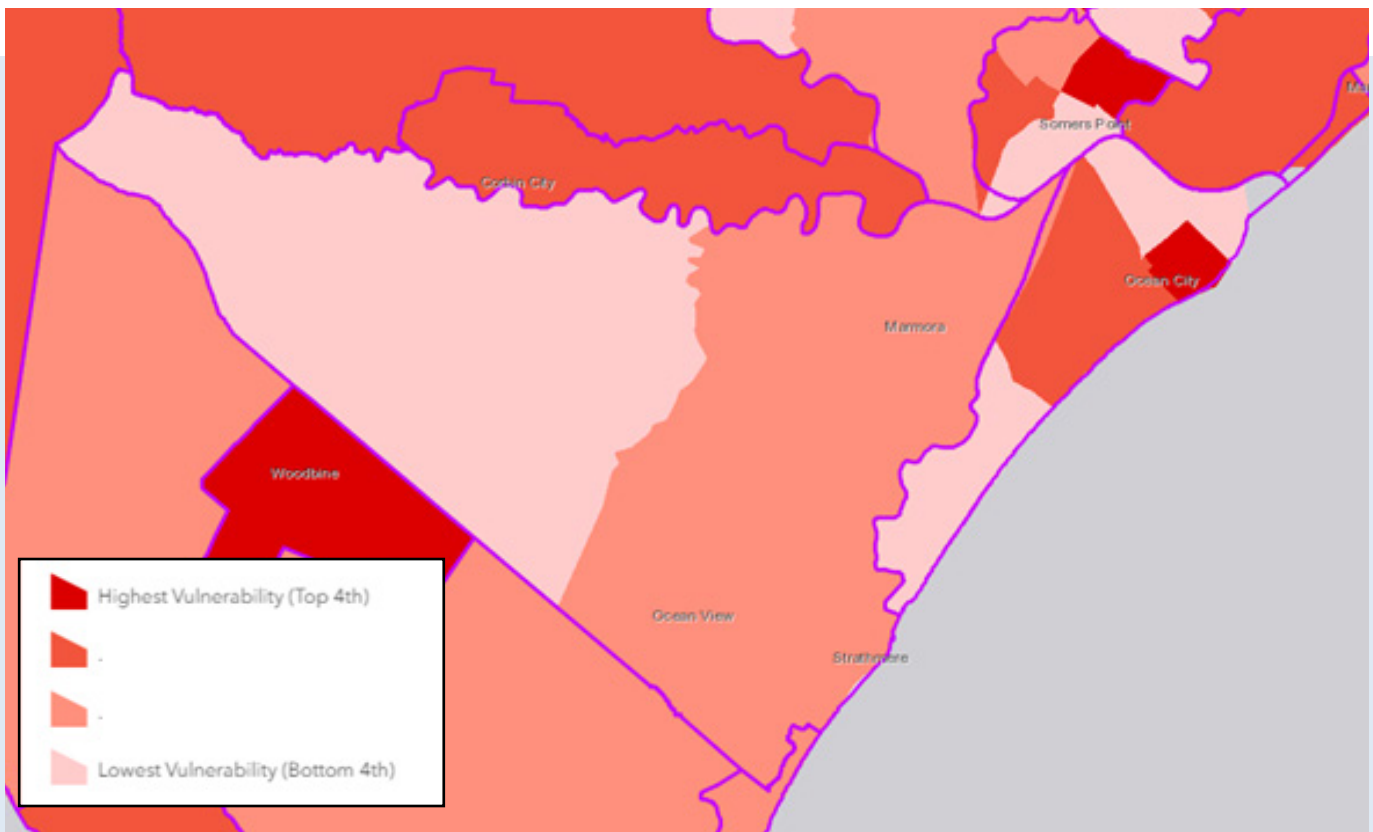 Somers Point
Corbin City
Ocean City
Marmora
Woodbine
Ocean View
Strathmere
Highest Vulnerability (Top 4th)
.
.
Lowest Vulnerability (Bottom 4th)